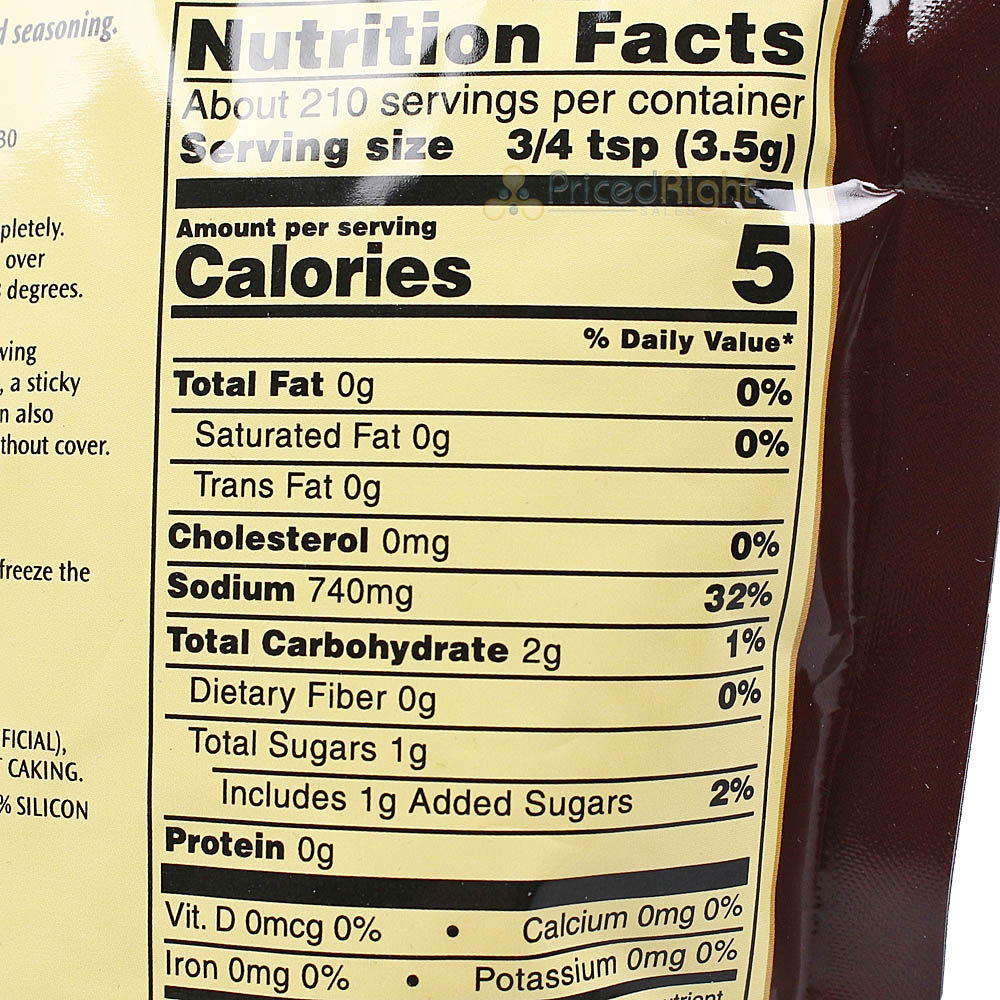 d seasoning.
30
pletely.
over
degrees.
ving
, a sticky
n also
thout cover.
freeze the
FICIAL),
CAKING.
% SILICON
Nutrition Facts
About 210 servings per container
Serving size 3/4 tsp (3.5g)
PricedRight
SALES
Amount per serving
Calories 5
% Daily Value*
Total Fat 0g 0%
Saturated Fat 0g 0%
Trans Fat 0g
Cholesterol 0mg 0%
Sodium 740mg 32%
Total Carbohydrate 2g 1%
Dietary Fiber 0g 0%
Total Sugars 1g
Includes 1g Added Sugars 2%
Protein 0g
Vit. D 0mcg 0% • Calcium 0mg 0%
Iron 0mg 0% • Potassium 0mg 0%